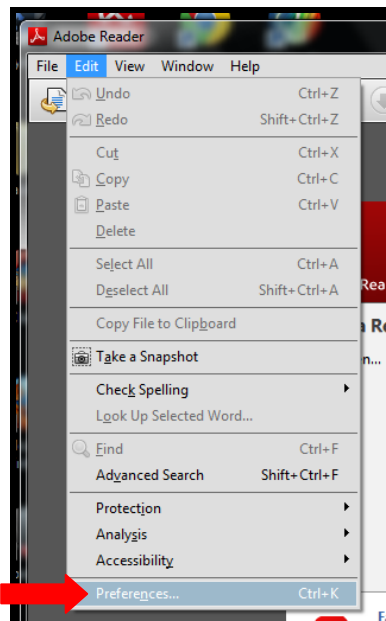 Adobe Reader
File Edit View Window Help
Undo Ctrl+Z
Redo Shift+Ctrl+Z
Cut Ctrl+X
Copy Ctrl+C
Paste Ctrl+V
Delete
Select All Ctrl+A
Deselect All Shift+Ctrl+A
Copy File to Clipboard
Take a Snapshot
Check Spelling
Look Up Selected Word...
Find Ctrl+F
Advanced Search Shift+Ctrl+F
Protection
Analysis
Accessibility
Preferences... Ctrl+K